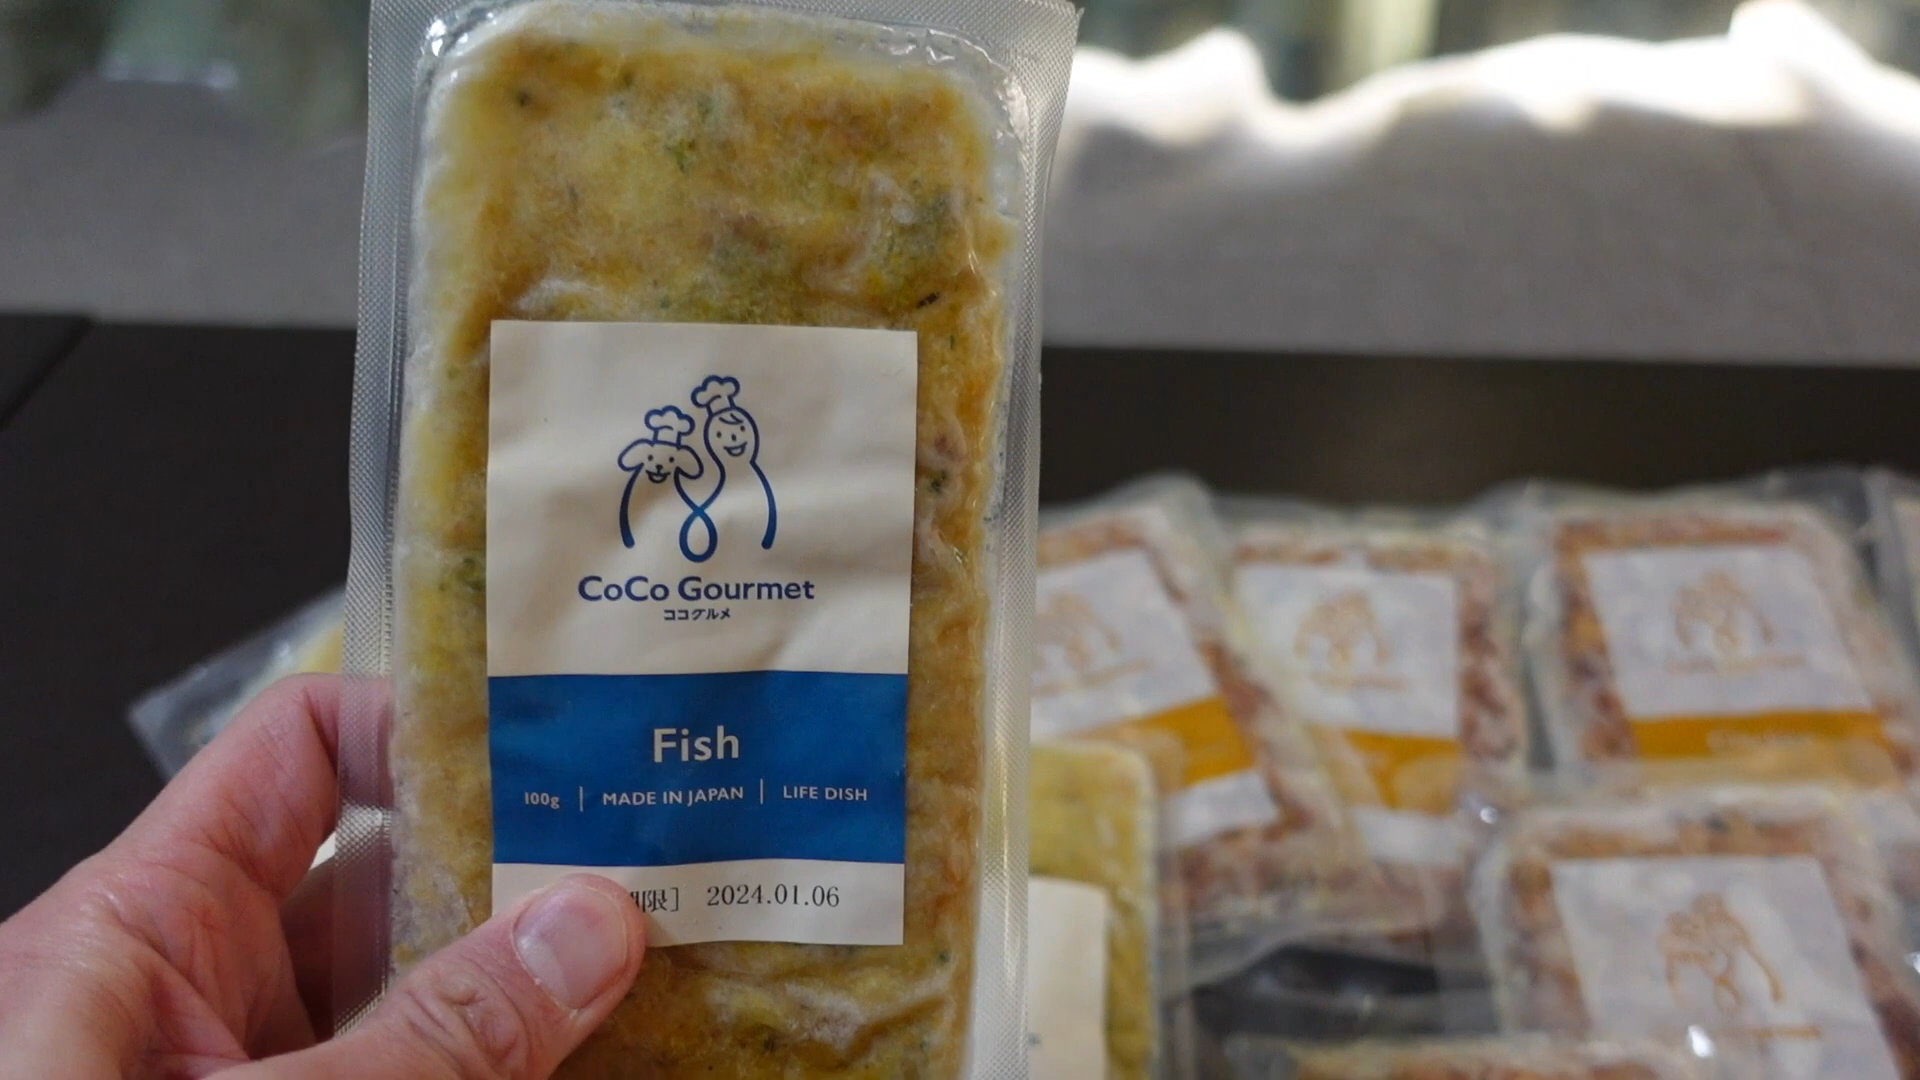 CoCo Gourmet
ココグルメ
Fish
100g | MADE IN JAPAN | LIFE DISH
限] 2024.01.06